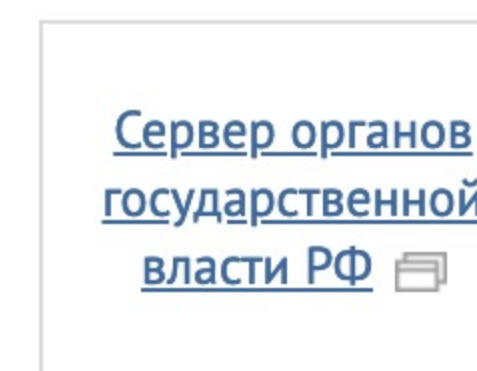 Сервер органов
государственной
власти РФ